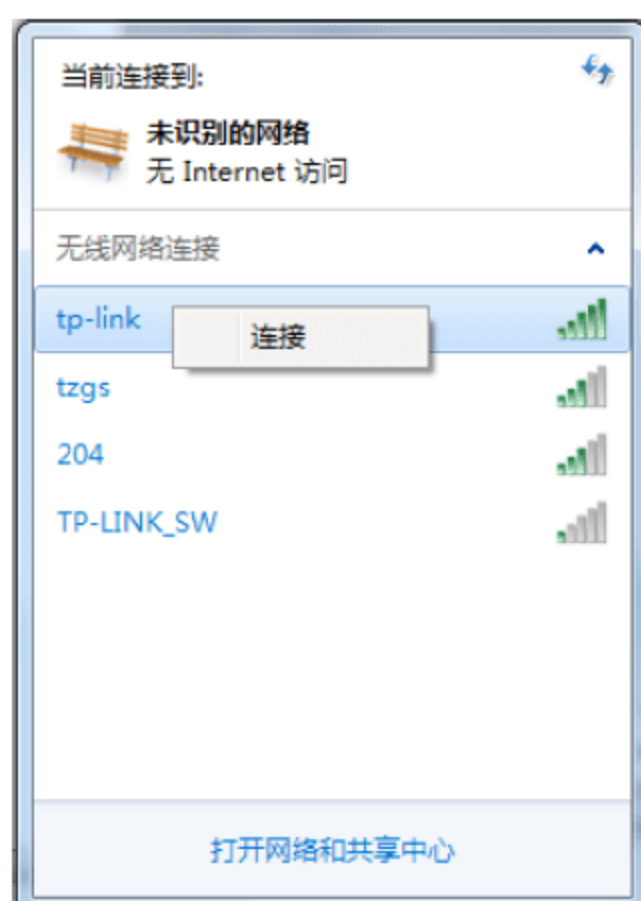 当前连接到:
未识别的网络
无 Internet 访问
无线网络连接
tp-link
连接
tzgs
204
TP-LINK_SW
打开网络和共享中心